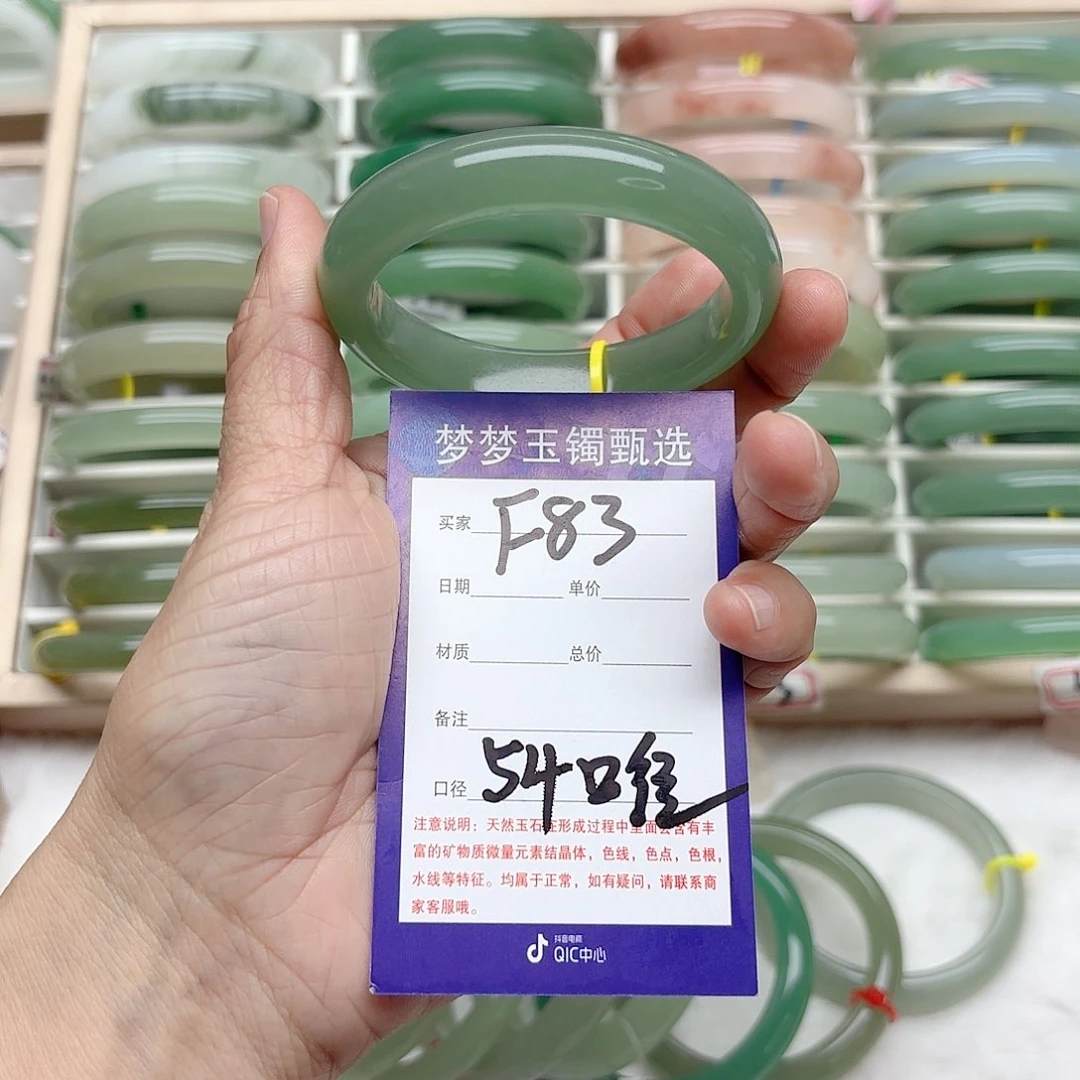 梦梦玉镯甄选
买家 F83
日期 单价
材质 总价
备注
口径 54口径
注意说明：天然玉石在形成过程中里面会含有丰
富的矿物质微量元素结晶体，色线，色点，色根，
水线等特征。均属于正常，如有疑问，请联系商
家客服哦。
抖音电商
QIC中心